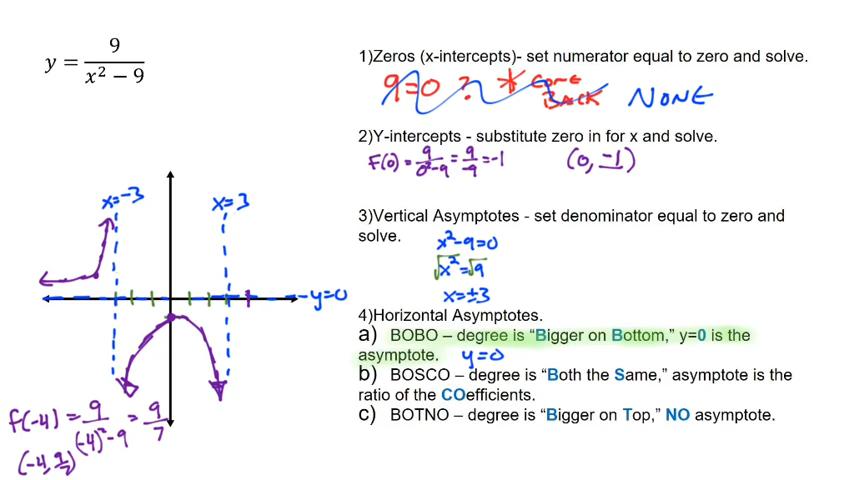 y = 9 / (x² − 9)
1)Zeros (x-intercepts)- set numerator equal to zero and solve.
9=0 ? * COME BACK NONE
2)Y-intercepts - substitute zero in for x and solve.
F(0) = 9/(0²-9) = 9/-9 = -1 (0, -1)
x=-3
x=3
3)Vertical Asymptotes - set denominator equal to zero and
solve.
x²-9=0
√x² = √9
x=±3
y=0
4)Horizontal Asymptotes.
a) BOBO – degree is “Bigger on Bottom,” y=0 is the
asymptote. y=0
b) BOSCO – degree is “Both the Same,” asymptote is the
ratio of the COefficients.
c) BOTNO – degree is “Bigger on Top,” NO asymptote.
f(-4) = 9/((-4)²-9) = 9/7
(-4, 9/7)